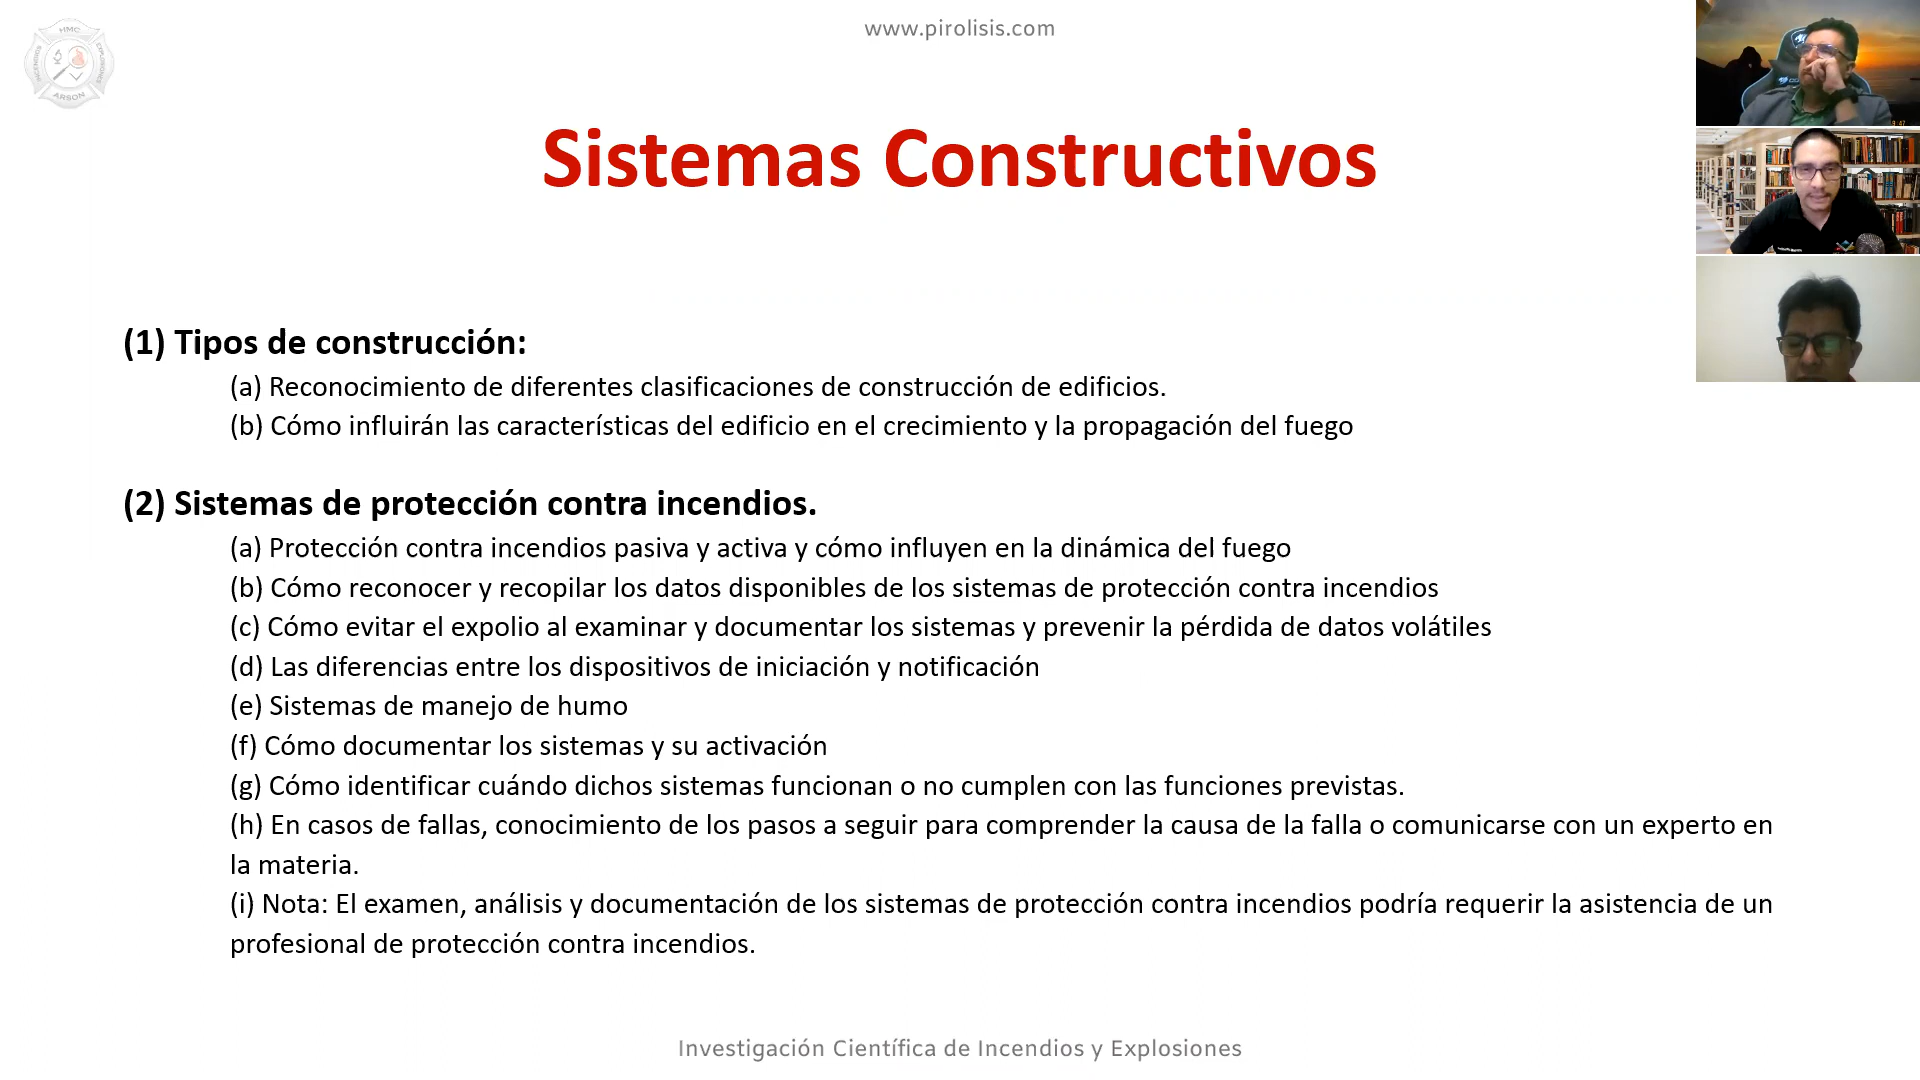 www.pirolisis.com
HMC
INCENDIOS
EXPLOSIONES
ARSON
Sistemas Constructivos
(1) Tipos de construcción:
(a) Reconocimiento de diferentes clasificaciones de construcción de edificios.
(b) Cómo influirán las características del edificio en el crecimiento y la propagación del fuego
(2) Sistemas de protección contra incendios.
(a) Protección contra incendios pasiva y activa y cómo influyen en la dinámica del fuego
(b) Cómo reconocer y recopilar los datos disponibles de los sistemas de protección contra incendios
(c) Cómo evitar el expolio al examinar y documentar los sistemas y prevenir la pérdida de datos volátiles
(d) Las diferencias entre los dispositivos de iniciación y notificación
(e) Sistemas de manejo de humo
(f) Cómo documentar los sistemas y su activación
(g) Cómo identificar cuándo dichos sistemas funcionan o no cumplen con las funciones previstas.
(h) En casos de fallas, conocimiento de los pasos a seguir para comprender la causa de la falla o comunicarse con un experto en
la materia.
(i) Nota: El examen, análisis y documentación de los sistemas de protección contra incendios podría requerir la asistencia de un
profesional de protección contra incendios.
Investigación Científica de Incendios y Explosiones